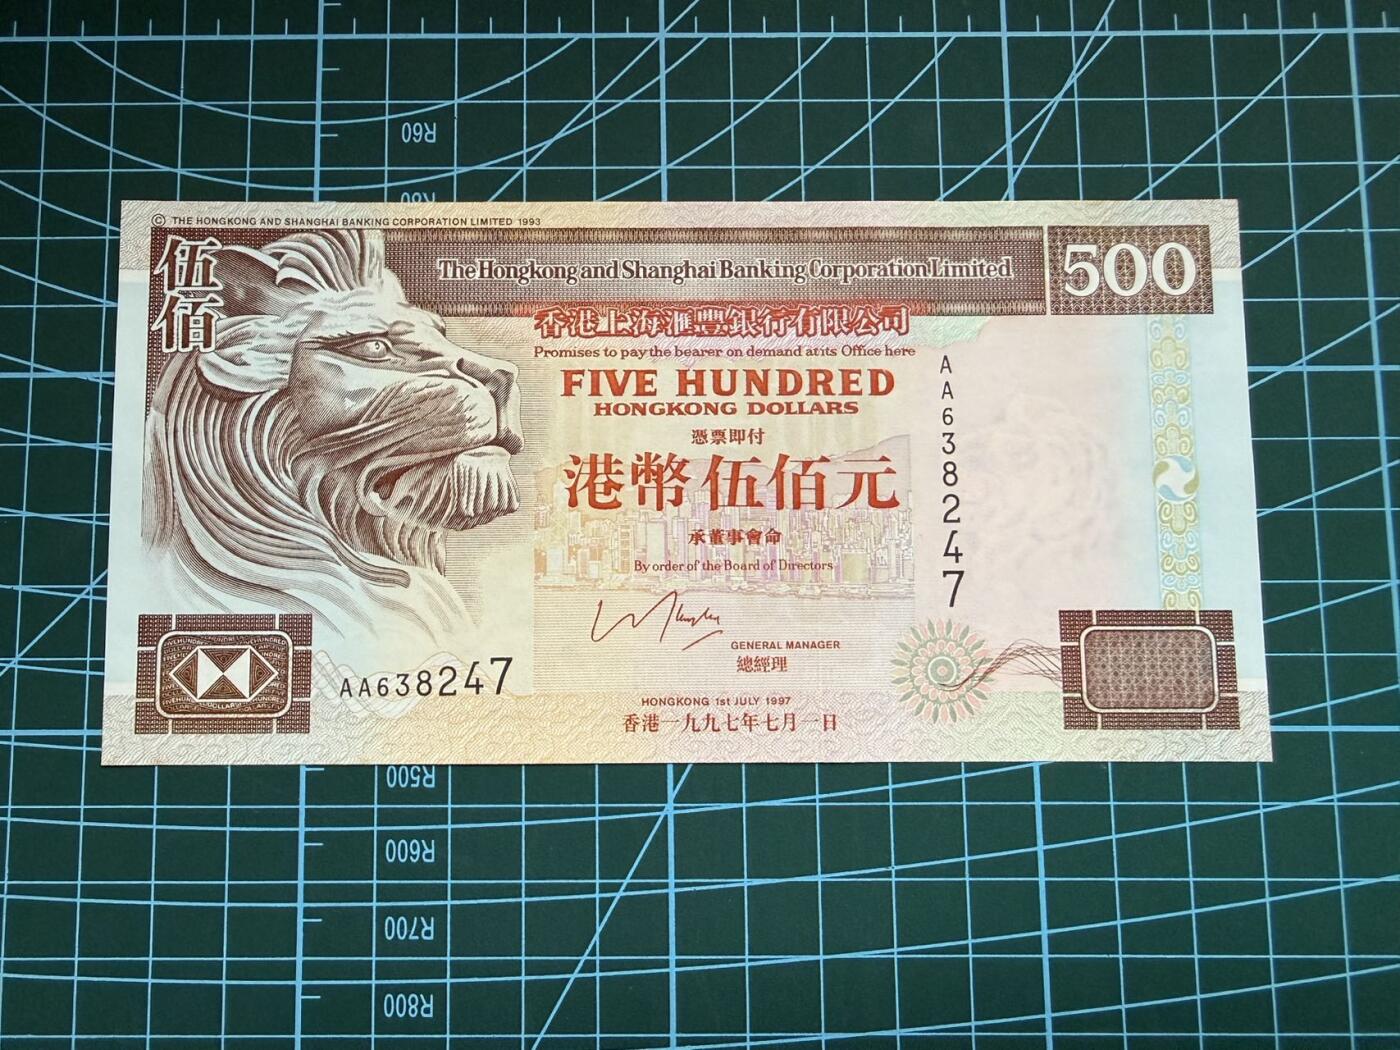 R60
© THE HONGKONG AND SHANGHAI BANKING CORPORATION LIMITED 1993
伍佰
The Hongkong and Shanghai Banking Corporation Limited
500
香港上海滙豐銀行有限公司
Promises to pay the bearer on demand at its Office here
FIVE HUNDRED
HONGKONG DOLLARS
憑票即付
港幣伍佰元
承董事會命
By order of the Board of Directors
GENERAL MANAGER
總經理
AA638247
AA638247
HONGKONG 1st JULY 1997
香港一九九七年七月一日
R500
R600
R700
R800